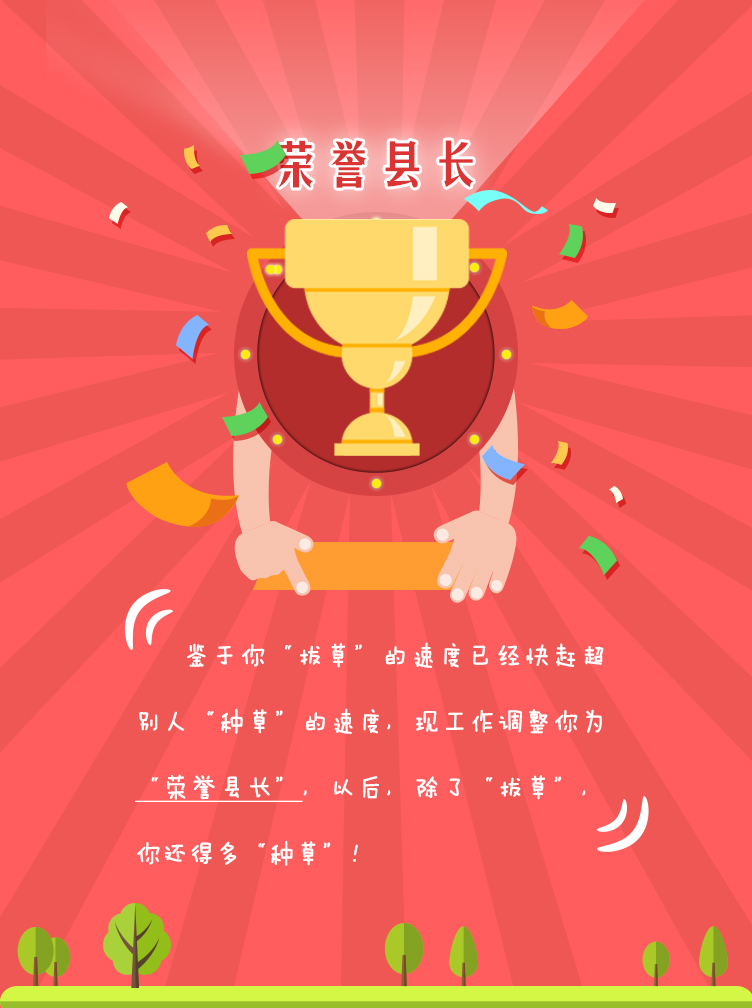 荣誉县长
鉴于你“拔草”的速度已经快赶超
别人“种草”的速度，现工作调整你为
“荣誉县长”，以后，除了“拔草”，
你还得多“种草”！